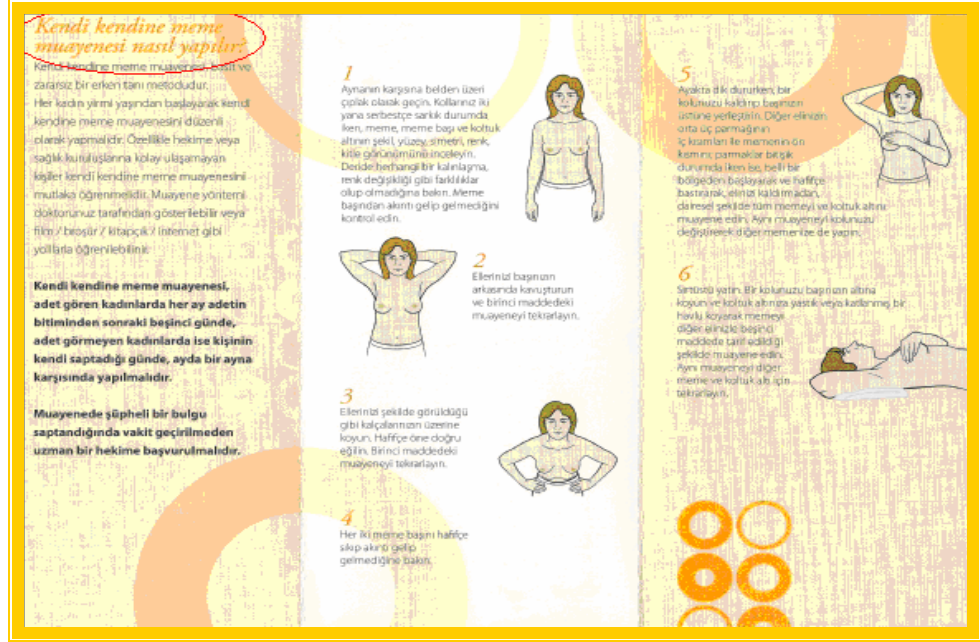 Kendi kendine meme
muayenesi nasıl yapılır?
Kendi kendine meme muayenesi, basit ve
zararsız bir erken tanı metodudur.
Her kadın yirmi yaşından başlayarak kendi
kendine meme muayenesini düzenli
olarak yapmalıdır. Özellikle hekime veya
sağlık kuruluşlarına kolay ulaşamayan
kişiler kendi kendine meme muayenesini
mutlaka öğrenmelidir. Muayene yöntemi
doktorunuz tarafından gösterilebilir veya
film / broşür / kitapçık / internet gibi
yollarla öğrenilebilinir.
Kendi kendine meme muayenesi,
adet gören kadınlarda her ay adetin
bitiminden sonraki beşinci günde,
adet görmeyen kadınlarda ise kişinin
kendi saptadığı günde, ayda bir ayna
karşısında yapılmalıdır.
Muayenede şüpheli bir bulgu
saptandığında vakit geçirilmeden
uzman bir hekime başvurulmalıdır.
1
Aynanın karşısına belden üzeri
çıplak olarak geçin. Kollarınız iki
yana serbestçe sarkık durumda
iken, meme, meme başı ve koltuk
altının şekil, yüzey, simetri, renk,
kitle görünümünü inceleyin.
Deride herhangi bir kalınlaşma,
renk değişikliği gibi farklılıklar
olup olmadığına bakın. Meme
başından akıntı gelip gelmediğini
kontrol edin.
2
Ellerinizi başınızın
arkasında kavuşturun
ve birinci maddedeki
muayeneyi tekrarlayın.
3
Ellerinizi şekilde görüldüğü
gibi kalçalarınızın üzerine
koyun. Hafifçe öne doğru
eğilin. Birinci maddedeki
muayeneyi tekrarlayın.
4
Her iki meme başını hafifçe
sıkıp akıntı gelip
gelmediğine bakın.
5
Ayakta dik dururken, bir
kolunuzu kaldırıp başınızın
üstüne yerleştirin. Diğer elinizin
orta üç parmağının
iç kısımları ile memenin ön
kısmını, parmaklar bitişik
durumda iken ise, belli bir
bölgeden başlayarak ve hafifçe
bastırarak, elinizi kaldırmadan,
dairesel şekilde tüm memeyi ve koltuk altını
muayene edin. Aynı muayeneyi kolunuzu
değiştirerek diğer memenize de yapın.
6
Sırtüstü yatın. Bir kolunuzu başınızın altına
koyun ve koltuk altınıza yastık veya katlanmış bir
havlu koyarak memeyi
diğer elinizle beşinci
maddede tarif edildiği
şekilde muayene edin.
Aynı muayeneyi diğer
meme ve koltuk altı için
tekrarlayın.